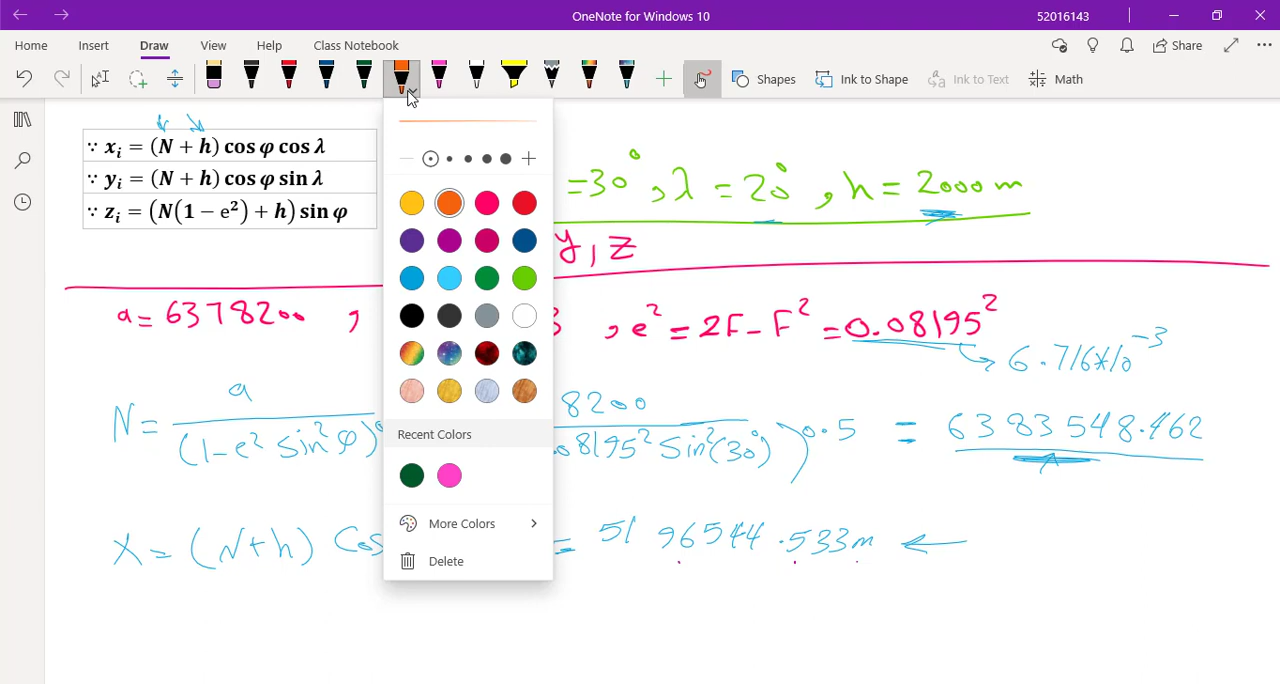 OneNote for Windows 10
52016143
Home Insert Draw View Help Class Notebook Share
Shapes Ink to Shape Ink to Text Math
∵ xᵢ = (N + h) cos φ cos λ
∵ yᵢ = (N + h) cos φ sin λ
∵ zᵢ = (N(1 − e²) + h) sin φ
=30°, λ = 20°, h = 2000 m
y, z
a = 6378200 , , e² = 2F - F² = 0.08195²
6.716*10⁻³
N = a / (1-e² sin² φ) 8200 / 08195² Sin²(30°))^0.5 = 6383548.462
X = (N+h) Cos = 5196544.533m
Recent Colors
More Colors
Delete